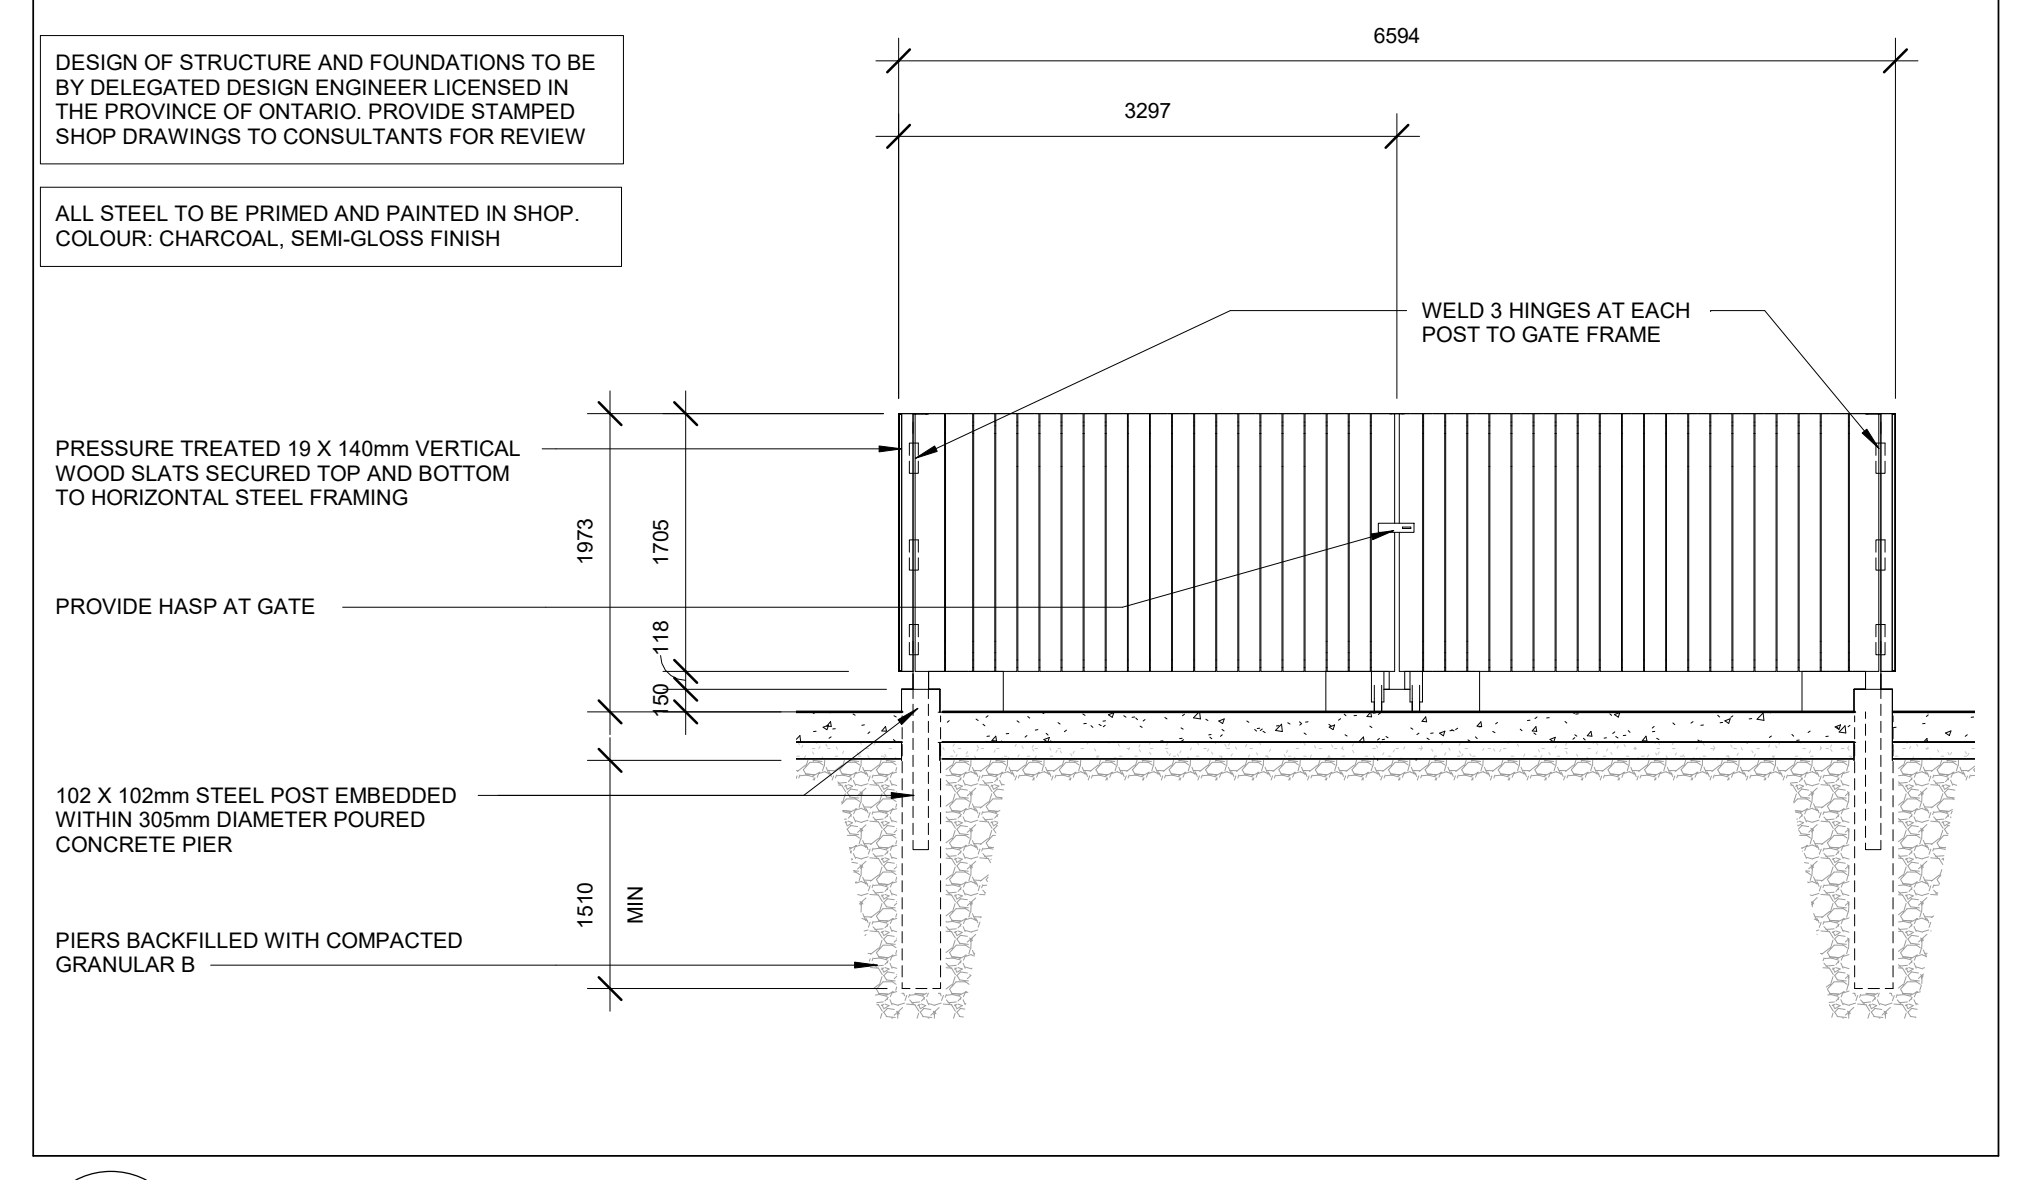 DESIGN OF STRUCTURE AND FOUNDATIONS TO BE
BY DELEGATED DESIGN ENGINEER LICENSED IN
THE PROVINCE OF ONTARIO. PROVIDE STAMPED
SHOP DRAWINGS TO CONSULTANTS FOR REVIEW
ALL STEEL TO BE PRIMED AND PAINTED IN SHOP.
COLOUR: CHARCOAL, SEMI-GLOSS FINISH
6594
3297
WELD 3 HINGES AT EACH
POST TO GATE FRAME
PRESSURE TREATED 19 X 140mm VERTICAL
WOOD SLATS SECURED TOP AND BOTTOM
TO HORIZONTAL STEEL FRAMING
1973
1705
PROVIDE HASP AT GATE
118
150
102 X 102mm STEEL POST EMBEDDED
WITHIN 305mm DIAMETER POURED
CONCRETE PIER
1510
MIN
PIERS BACKFILLED WITH COMPACTED
GRANULAR B